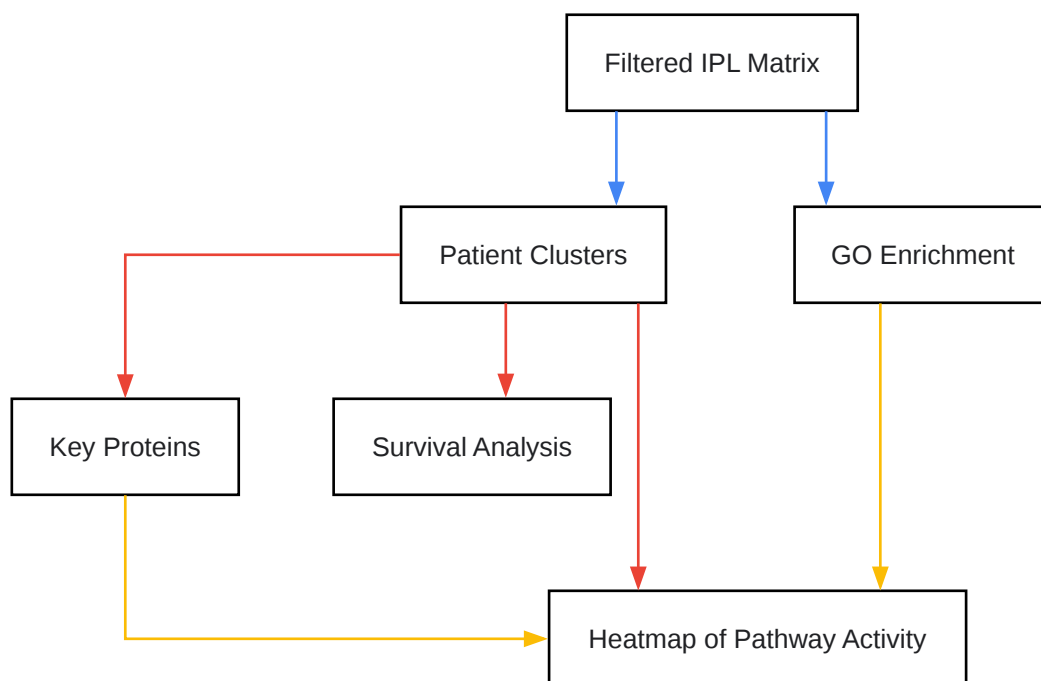 Filtered IPL Matrix
Patient Clusters
GO Enrichment
Key Proteins
Survival Analysis
Heatmap of Pathway Activity